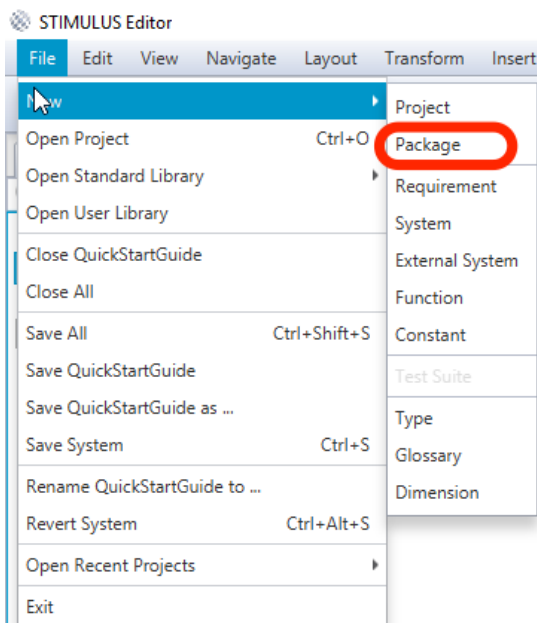 STIMULUS Editor
File Edit View Navigate Layout Transform Insert
New
Open Project Ctrl+O
Open Standard Library
Open User Library
Close QuickStartGuide
Close All
Save All Ctrl+Shift+S
Save QuickStartGuide
Save QuickStartGuide as ...
Save System Ctrl+S
Rename QuickStartGuide to ...
Revert System Ctrl+Alt+S
Open Recent Projects
Exit
Project
Package
Requirement
System
External System
Function
Constant
Test Suite
Type
Glossary
Dimension